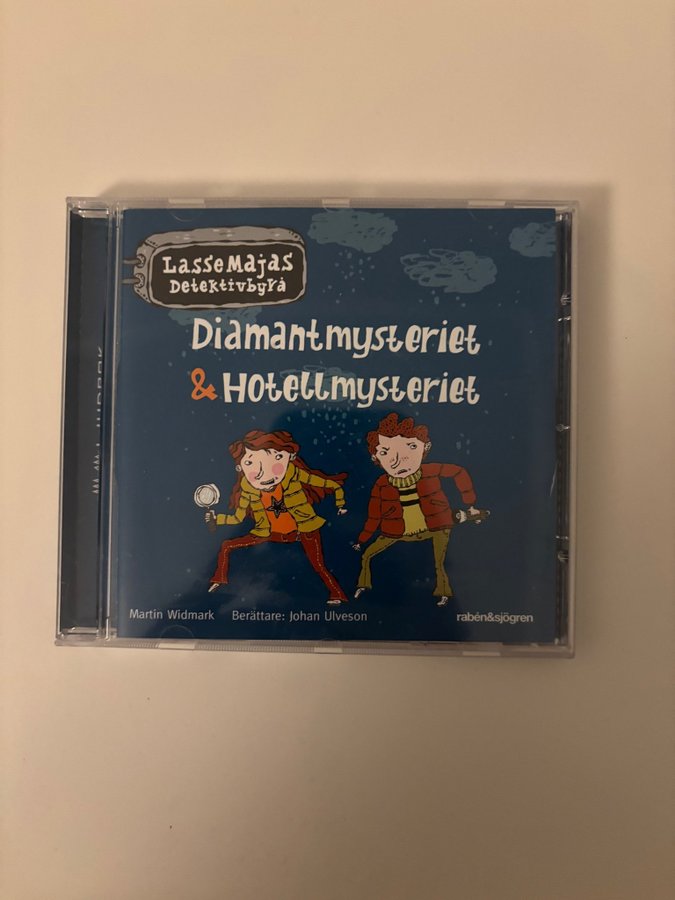 LasseMajas
Detektivbyrå
Diamantmysteriet
& Hotellmysteriet
Martin Widmark Berättare: Johan Ulveson rabén&sjögren